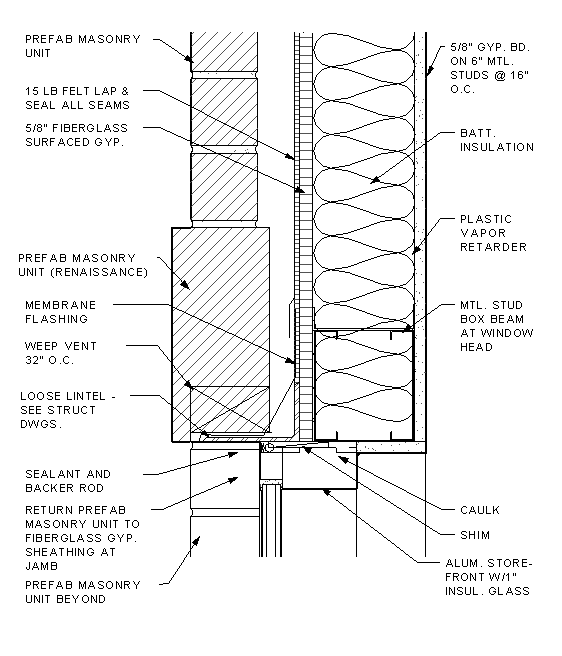 PREFAB MASONRY
UNIT
15 LB FELT LAP &
SEAL ALL SEAMS
5/8" FIBERGLASS
SURFACED GYP.
PREFAB MASONRY
UNIT (RENAISSANCE)
MEMBRANE
FLASHING
WEEP VENT
32" O.C.
LOOSE LINTEL -
SEE STRUCT
DWGS.
SEALANT AND
BACKER ROD
RETURN PREFAB
MASONRY UNIT TO
FIBERGLASS GYP.
SHEATHING AT
JAMB
PREFAB MASONRY
UNIT BEYOND
5/8" GYP. BD.
ON 6" MTL.
STUDS @ 16"
O.C.
BATT.
INSULATION
PLASTIC
VAPOR
RETARDER
MTL. STUD
BOX BEAM
AT WINDOW
HEAD
CAULK
SHIM
ALUM. STORE-
FRONT W/1"
INSUL. GLASS